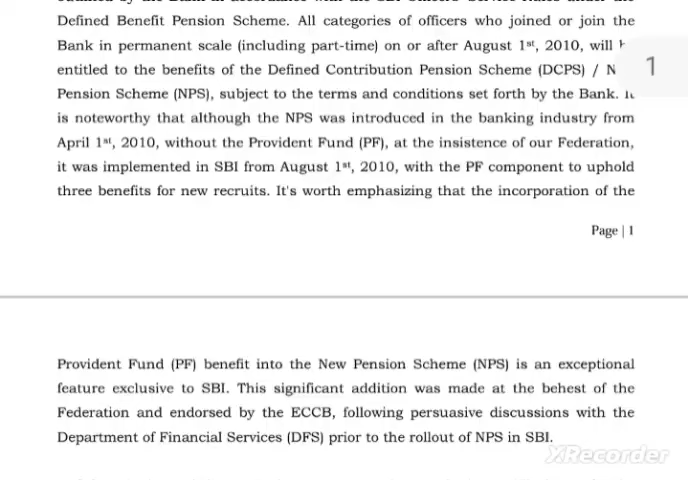 Defined Benefit Pension Scheme. All categories of officers who joined or join the
Bank in permanent scale (including part-time) on or after August 1st, 2010, will
entitled to the benefits of the Defined Contribution Pension Scheme (DCPS) / N
1
Pension Scheme (NPS), subject to the terms and conditions set forth by the Bank. It
is noteworthy that although the NPS was introduced in the banking industry from
April 1st, 2010, without the Provident Fund (PF), at the insistence of our Federation,
it was implemented in SBI from August 1st, 2010, with the PF component to uphold
three benefits for new recruits. It's worth emphasizing that the incorporation of the
Page | 1
Provident Fund (PF) benefit into the New Pension Scheme (NPS) is an exceptional
feature exclusive to SBI. This significant addition was made at the behest of the
Federation and endorsed by the ECCB, following persuasive discussions with the
Department of Financial Services (DFS) prior to the rollout of NPS in SBI.
XRecorder